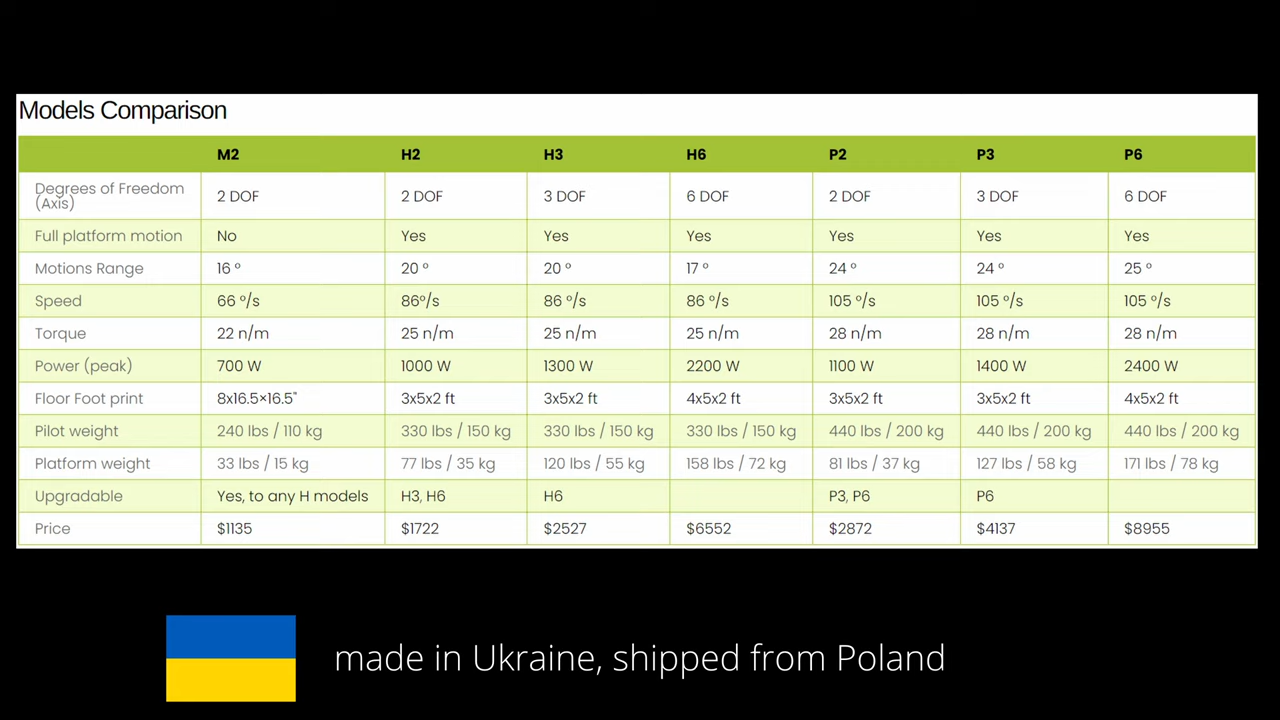 Models Comparison
M2 H2 H3 H6 P2 P3 P6
Degrees of Freedom
(Axis) 2 DOF 2 DOF 3 DOF 6 DOF 2 DOF 3 DOF 6 DOF
Full platform motion No Yes Yes Yes Yes Yes Yes
Motions Range 16 º 20 º 20 º 17 º 24 º 24 º 25 º
Speed 66 º/s 86º/s 86 º/s 86 º/s 105 º/s 105 º/s 105 º/s
Torque 22 n/m 25 n/m 25 n/m 25 n/m 28 n/m 28 n/m 28 n/m
Power (peak) 700 W 1000 W 1300 W 2200 W 1100 W 1400 W 2400 W
Floor Foot print 8x16.5×16.5" 3x5x2 ft 3x5x2 ft 4x5x2 ft 3x5x2 ft 3x5x2 ft 4x5x2 ft
Pilot weight 240 lbs / 110 kg 330 lbs / 150 kg 330 lbs / 150 kg 330 lbs / 150 kg 440 lbs / 200 kg 440 lbs / 200 kg 440 lbs / 200 kg
Platform weight 33 lbs / 15 kg 77 lbs / 35 kg 120 lbs / 55 kg 158 lbs / 72 kg 81 lbs / 37 kg 127 lbs / 58 kg 171 lbs / 78 kg
Upgradable Yes, to any H models H3, H6 H6 P3, P6 P6
Price $1135 $1722 $2527 $6552 $2872 $4137 $8955
made in Ukraine, shipped from Poland